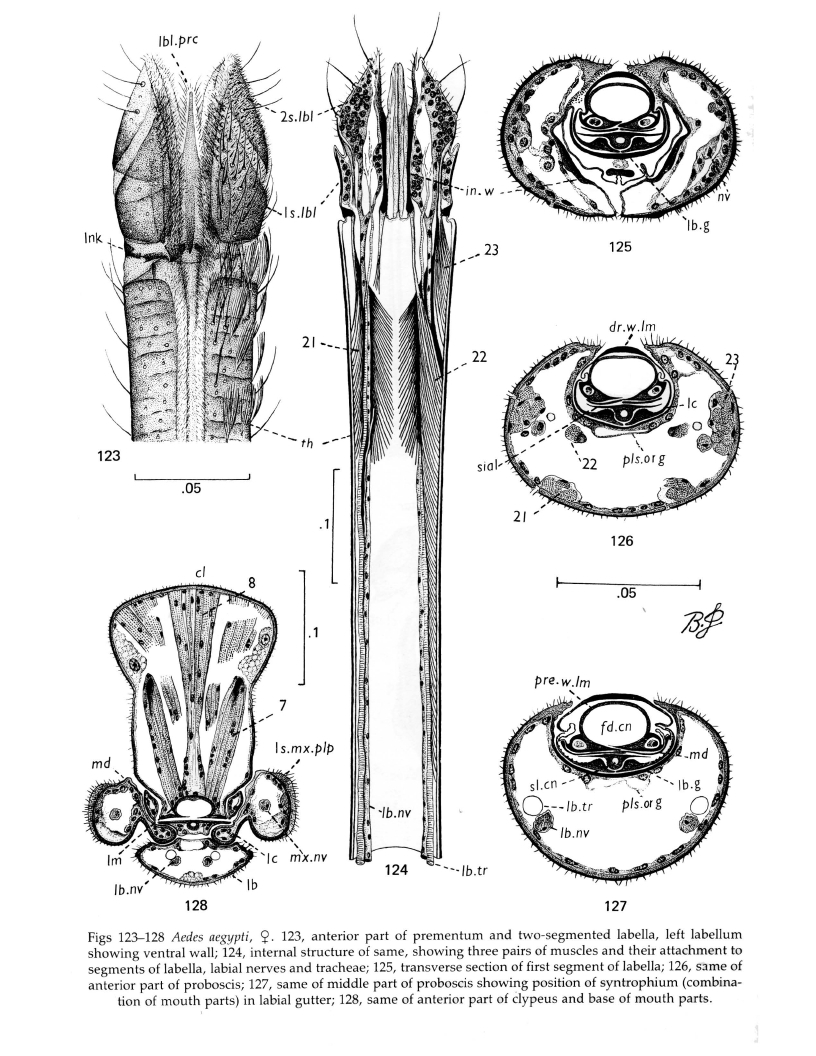 lbl.prc
2s.lbl
1s.lbl
lnk
th
123
.05
in.w
23
21
22
.1
lb.nv
lb.tr
124
nv
lb.g
125
dr.w.lm
23
lc
sial
22
pls.org
21
126
.05
B.J.
pre.w.lm
fd.cn
md
sl.cn
lb.g
lb.tr
pls.org
lb.nv
127
cl
8
.1
7
1s.mx.plp
md
lm
lc
mx.nv
lb.nv
lb
128
Figs 123–128 Aedes aegypti, ♀. 123, anterior part of prementum and two-segmented labella, left labellum
showing ventral wall; 124, internal structure of same, showing three pairs of muscles and their attachment to
segments of labella, labial nerves and tracheae; 125, transverse section of first segment of labella; 126, same of
anterior part of proboscis; 127, same of middle part of proboscis showing position of syntrophium (combina-
tion of mouth parts) in labial gutter; 128, same of anterior part of clypeus and base of mouth parts.